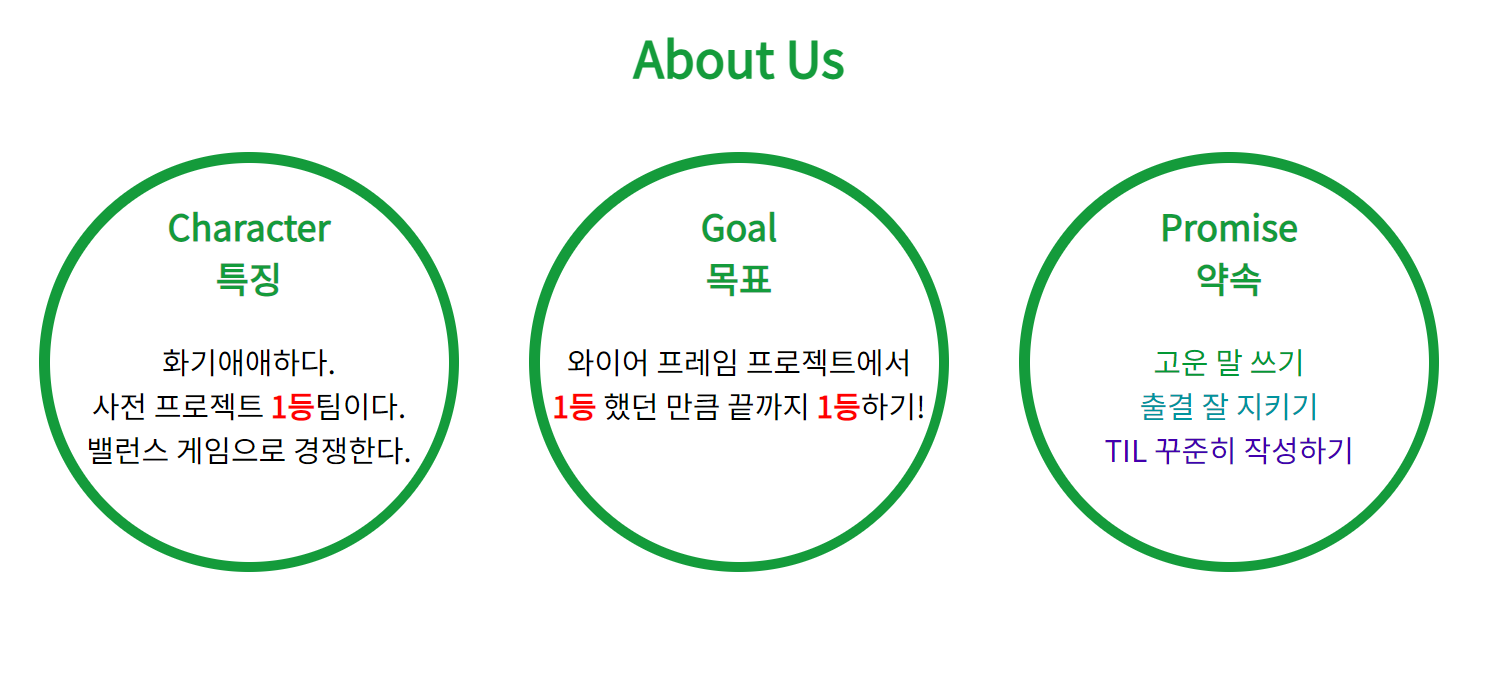 About Us
Character
특징
화기애애하다.
사전 프로젝트 1등팀이다.
밸런스 게임으로 경쟁한다.
Goal
목표
와이어 프레임 프로젝트에서
1등 했던 만큼 끝까지 1등하기!
Promise
약속
고운 말 쓰기
출결 잘 지키기
TIL 꾸준히 작성하기